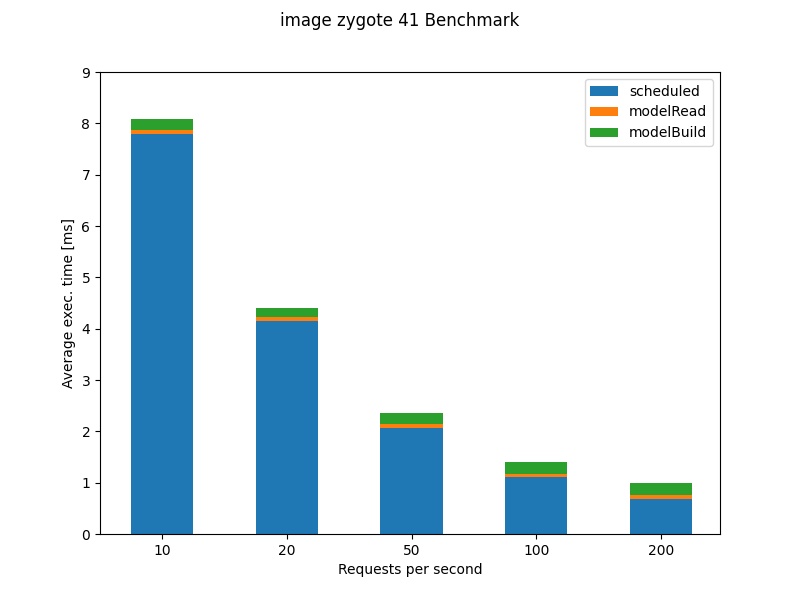 image zygote 41 Benchmark
scheduled
modelRead
modelBuild
Average exec. time [ms]
9
8
7
6
5
4
3
2
1
0
10 20 50 100 200
Requests per second